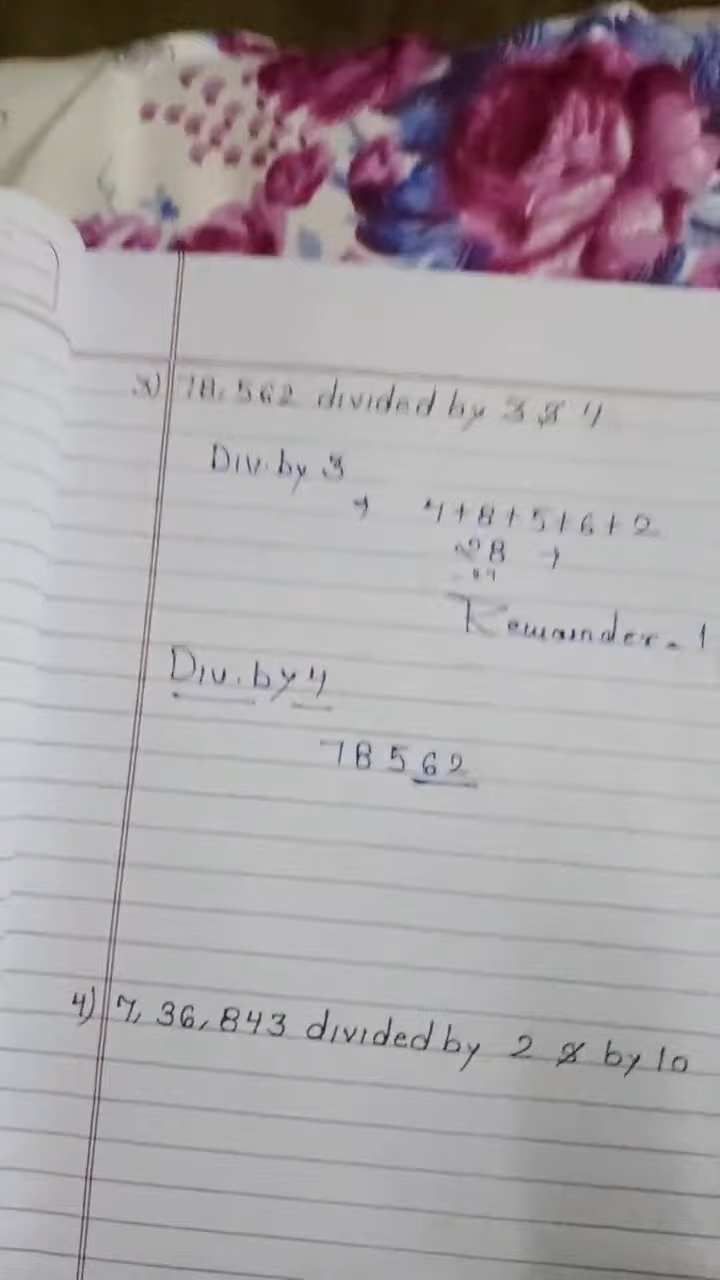 3) 78,562 divided by 3 & 4
Div. by 3
→ 7+8+5+6+2
28 →
Remainder - 1
Div. by 4
78562
4) 7,36,843 divided by 2 & by 10